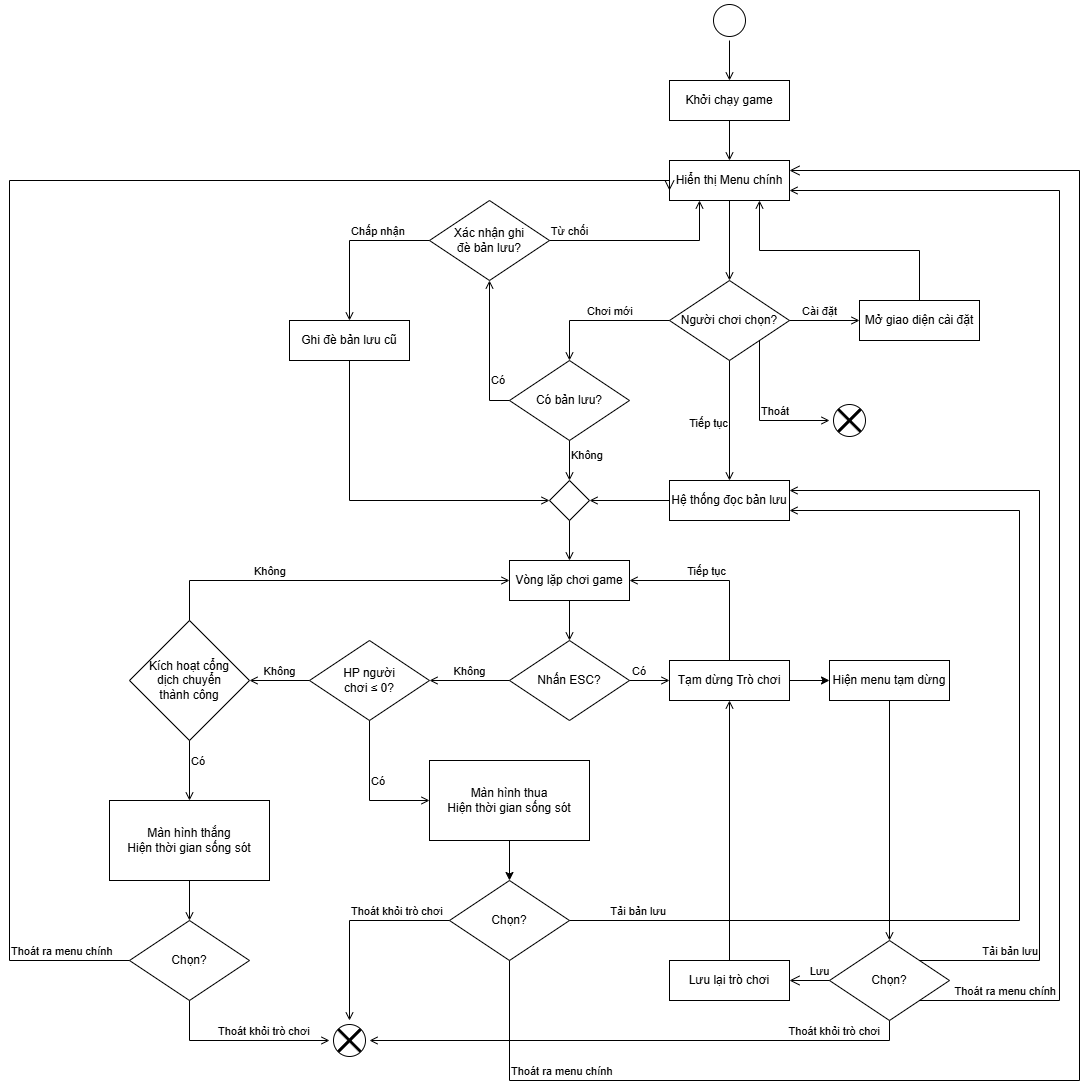 Khởi chạy game
Hiển thị Menu chính
Chấp nhận
Xác nhận ghi
đè bản lưu?
Từ chối
Chơi mới
Người chơi chọn?
Cài đặt
Mở giao diện cài đặt
Ghi đè bản lưu cũ
Có
Có bản lưu?
Thoát
Tiếp tục
Không
Hệ thống đọc bản lưu
Không
Vòng lặp chơi game
Tiếp tục
Kích hoạt cổng
dịch chuyển
thành công
Không
HP người
chơi ≤ 0?
Không
Nhấn ESC?
Có
Tạm dừng Trò chơi
Hiện menu tạm dừng
Có
Có
Màn hình thua
Hiện thời gian sống sót
Màn hình thắng
Hiện thời gian sống sót
Thoát khỏi trò chơi
Chọn?
Tải bản lưu
Thoát ra menu chính
Chọn?
Lưu lại trò chơi
Lưu
Chọn?
Tải bản lưu
Thoát ra menu chính
Thoát khỏi trò chơi
Thoát khỏi trò chơi
Thoát ra menu chính